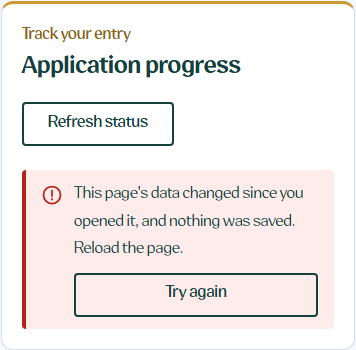 Track your entry
Application progress
Refresh status
This page's data changed since you
opened it, and nothing was saved.
Reload the page.
Try again